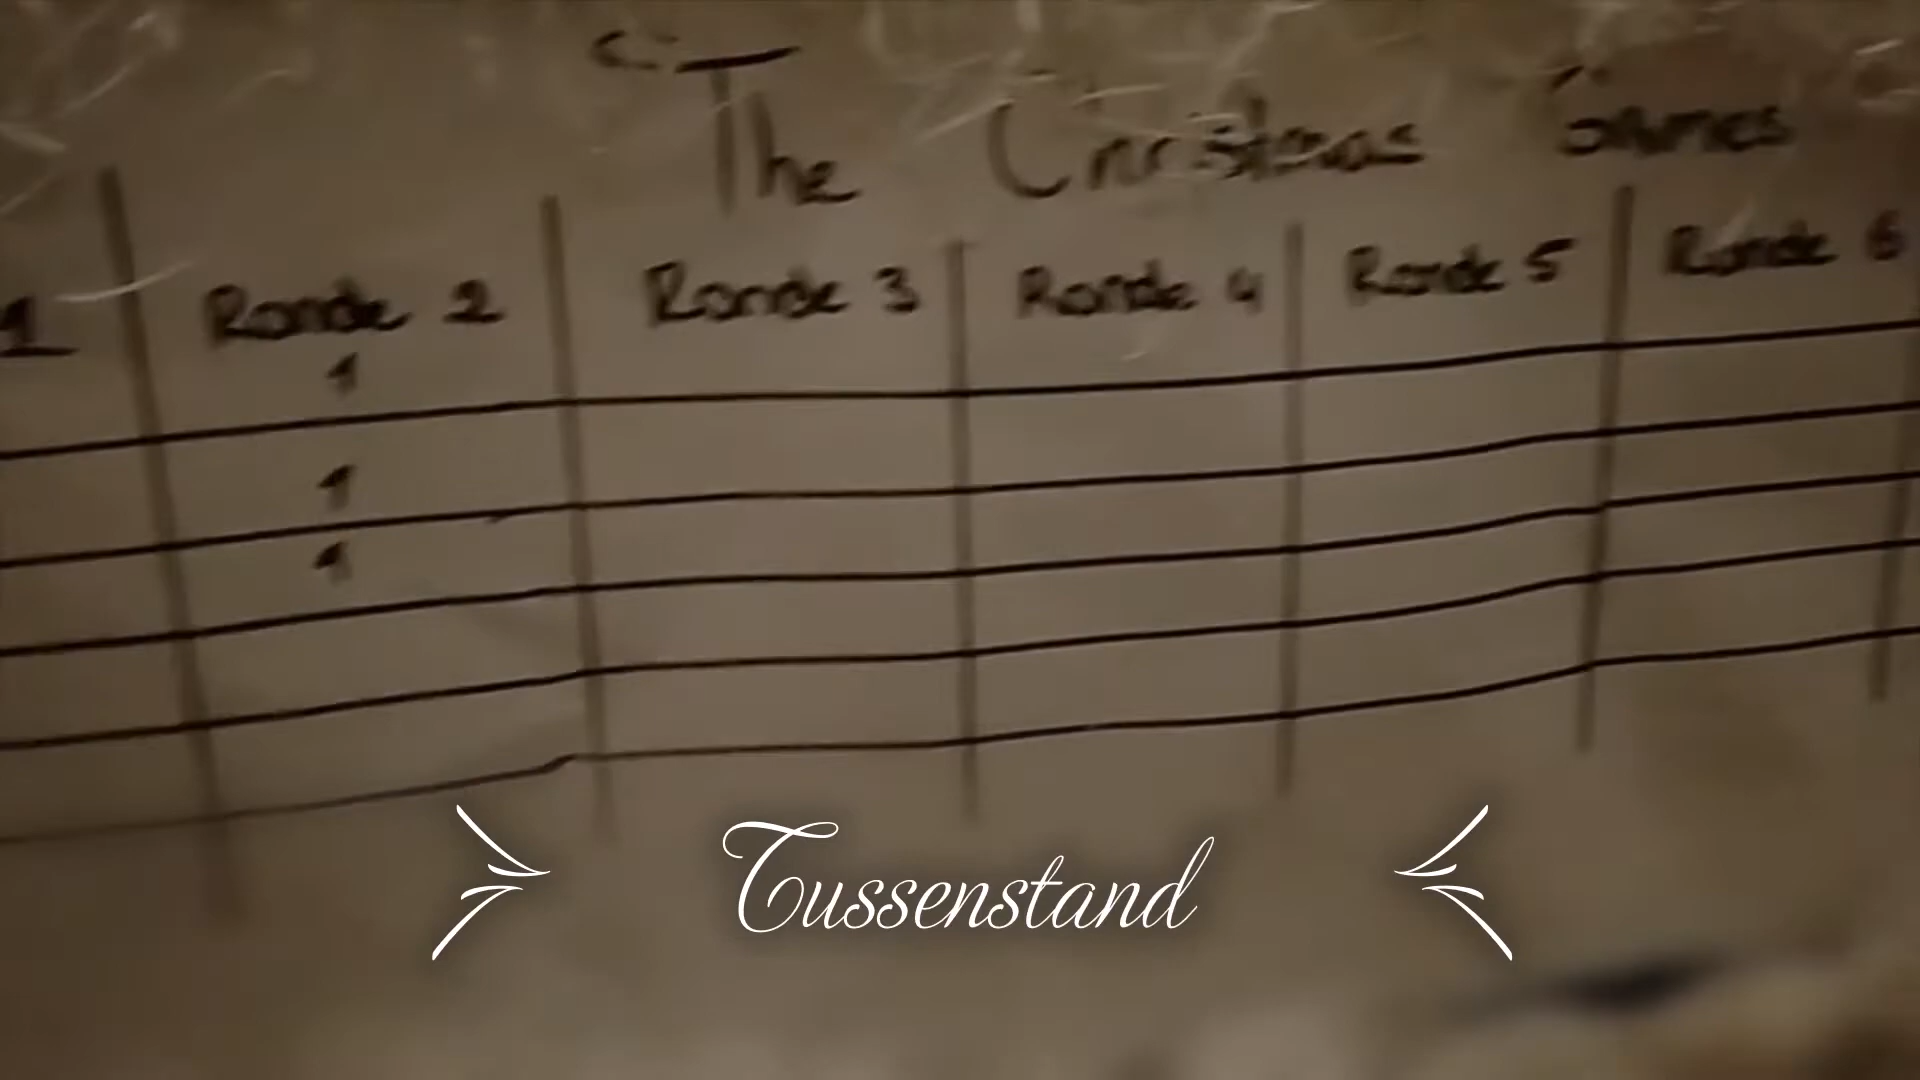 The Christmas Games
1 Ronde 2 Ronde 3 Ronde 4 Ronde 5 Ronde 6
1
1
1
Tussenstand